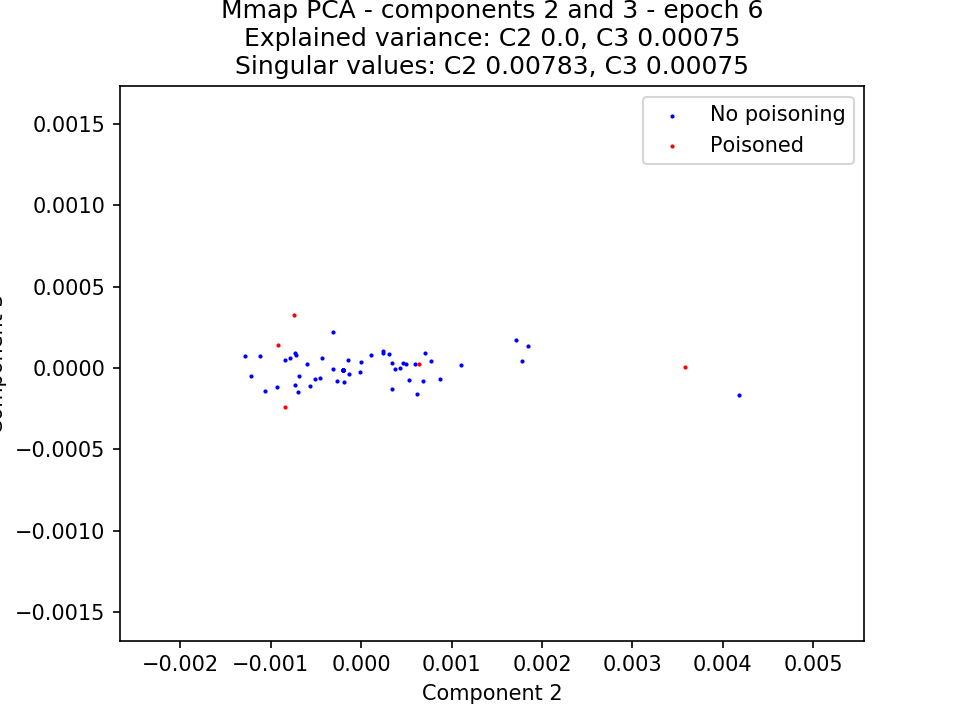 Mmap PCA - components 2 and 3 - epoch 6
Explained variance: C2 0.0, C3 0.00075
Singular values: C2 0.00783, C3 0.00075
No poisoning
Poisoned
0.0015
0.0010
0.0005
0.0000
−0.0005
−0.0010
−0.0015
−0.002 −0.001 0.000 0.001 0.002 0.003 0.004 0.005
Component 2